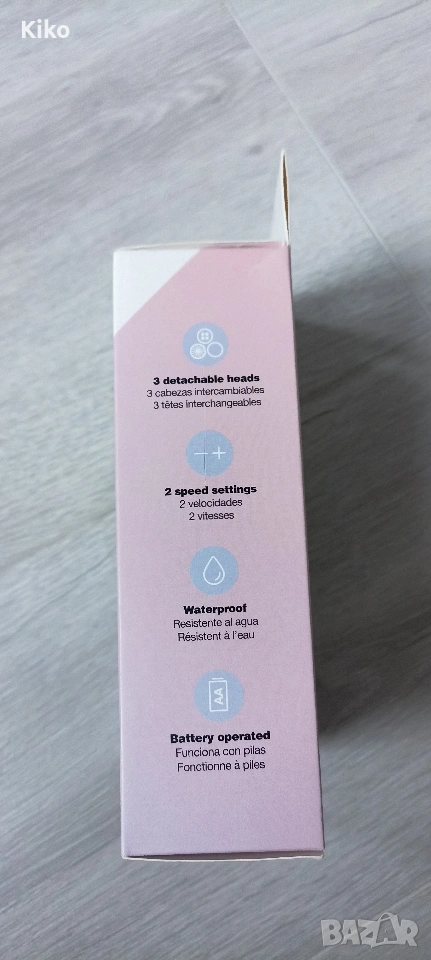 Kiko
3 detachable heads
3 cabezas intercambiables
3 têtes interchangeables
2 speed settings
2 velocidades
2 vitesses
Waterproof
Resistente al agua
Résistent à l'eau
AA
Battery operated
Funciona con pilas
Fonctionne à piles
BAZAR